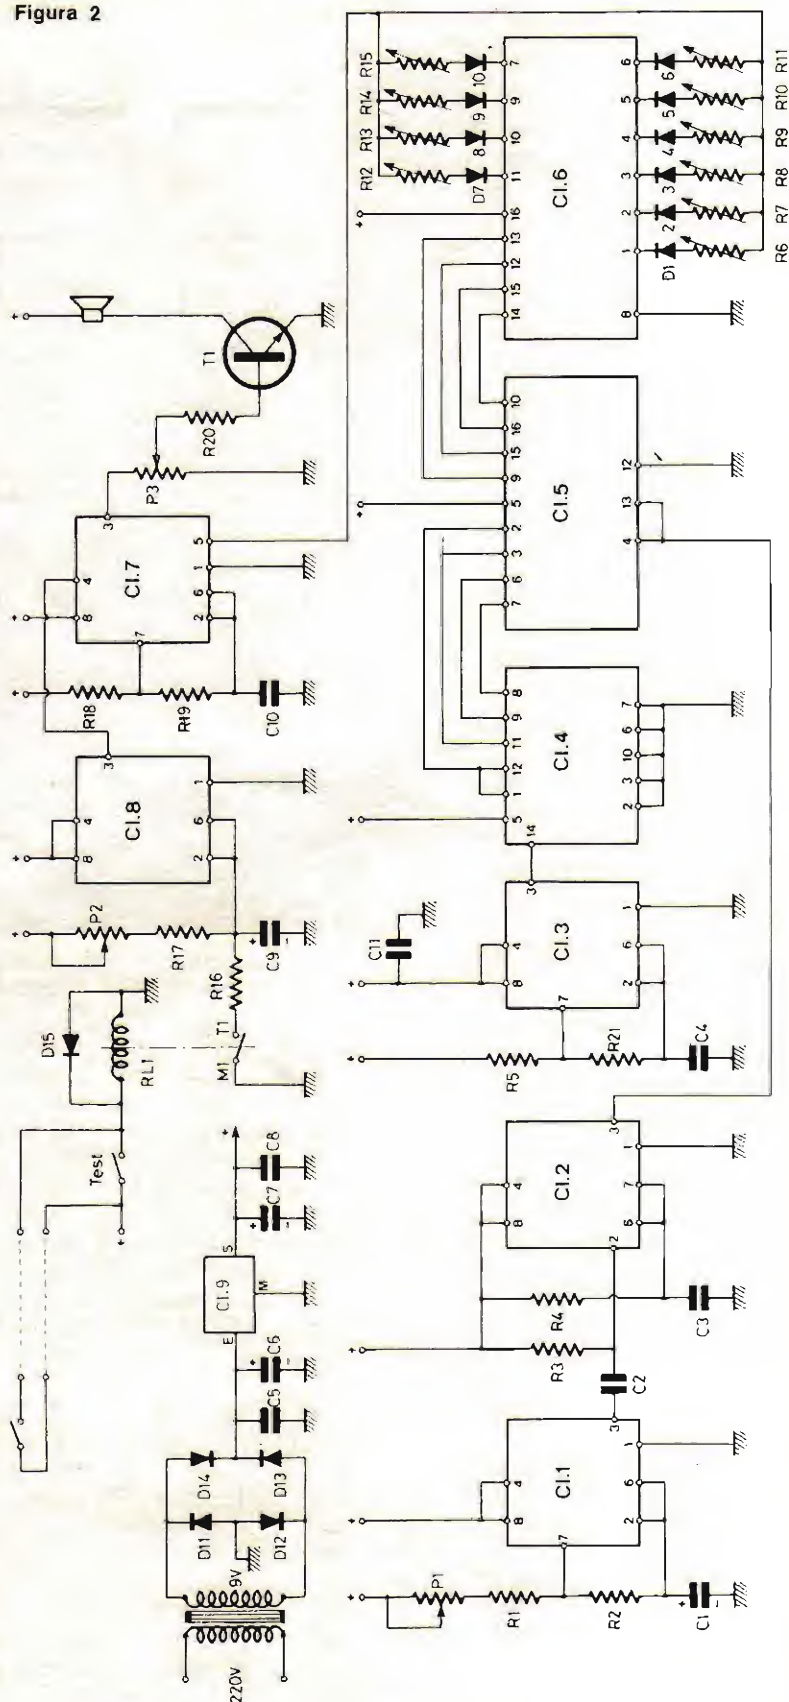 Figura 2
220V
9V
D11
D12
D14
D13
C5
C6
+
-
E
CI.9
S
M
C7
+
-
C8
+
Test
+
D15
RL1
M1
T1
R16
P2
+
R17
C9
+
-
CI.8
+
8
4
3
2
6
1
R18
+
R19
C10
CI.7
+
8
4
3
7
2
6
1
5
P3
R20
T1
+
P1
+
R1
R2
C1
+
-
CI.1
+
8
4
3
7
2
6
1
C2
R3
R4
+
C3
CI.2
8
4
3
2
6
7
1
R5
+
R21
C4
C11
+
CI.3
8
4
3
7
2
6
1
CI.4
+
14
5
1
12
11
9
8
2
3
10
6
7
CI.5
+
7
6
3
2
5
9
15
16
10
4
13
12
CI.6
+
14
15
12
13
16
11
10
9
7
8
1
2
3
4
5
6
R12
R13
R14
R15
D7
8
9
10
D1
2
3
4
5
6
R6
R7
R8
R9
R10
R11